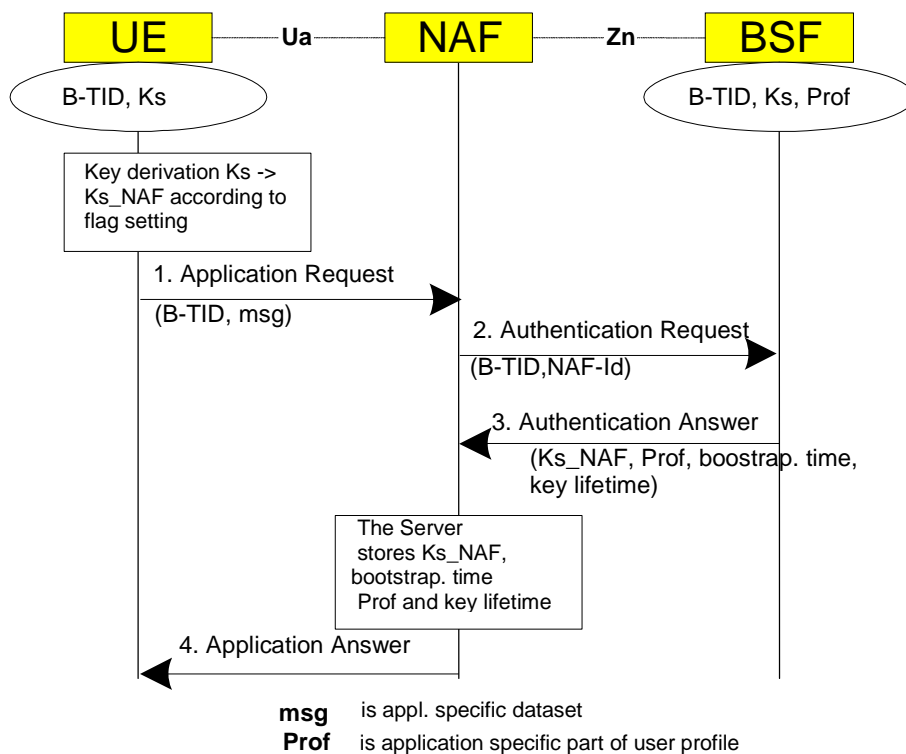 UE Ua NAF Zn BSF
B-TID, Ks
B-TID, Ks, Prof
Key derivation Ks ->
Ks_NAF according to
flag setting
1. Application Request
(B-TID, msg)
2. Authentication Request
(B-TID,NAF-Id)
3. Authentication Answer
(Ks_NAF, Prof, boostrap. time,
key lifetime)
The Server
stores Ks_NAF,
bootstrap. time
Prof and key lifetime
4. Application Answer
msg is appl. specific dataset
Prof is application specific part of user profile